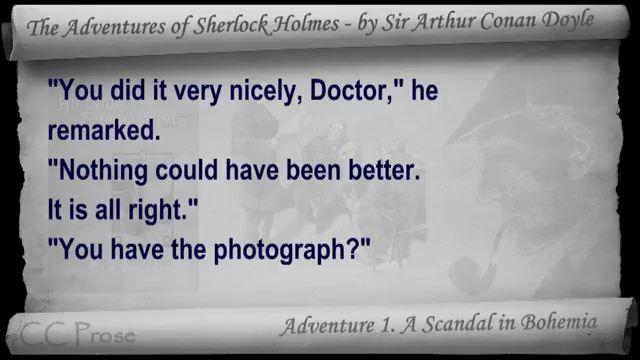 The Adventures of Sherlock Holmes - by Sir Arthur Conan Doyle
"You did it very nicely, Doctor," he
remarked.
"Nothing could have been better.
It is all right."
"You have the photograph?"
Adventure 1. A Scandal in Bohemia
CC Prose